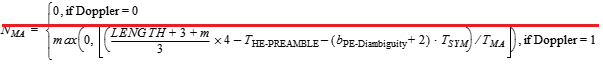 0, if Doppler = 0
N_MA =
max(0, ⌊((LENGTH + 3 + m)/3 × 4 − T_HE-PREAMBLE − (b_PE-Diambiguity + 2) · T_SYM) / T_MA⌋), if Doppler = 1